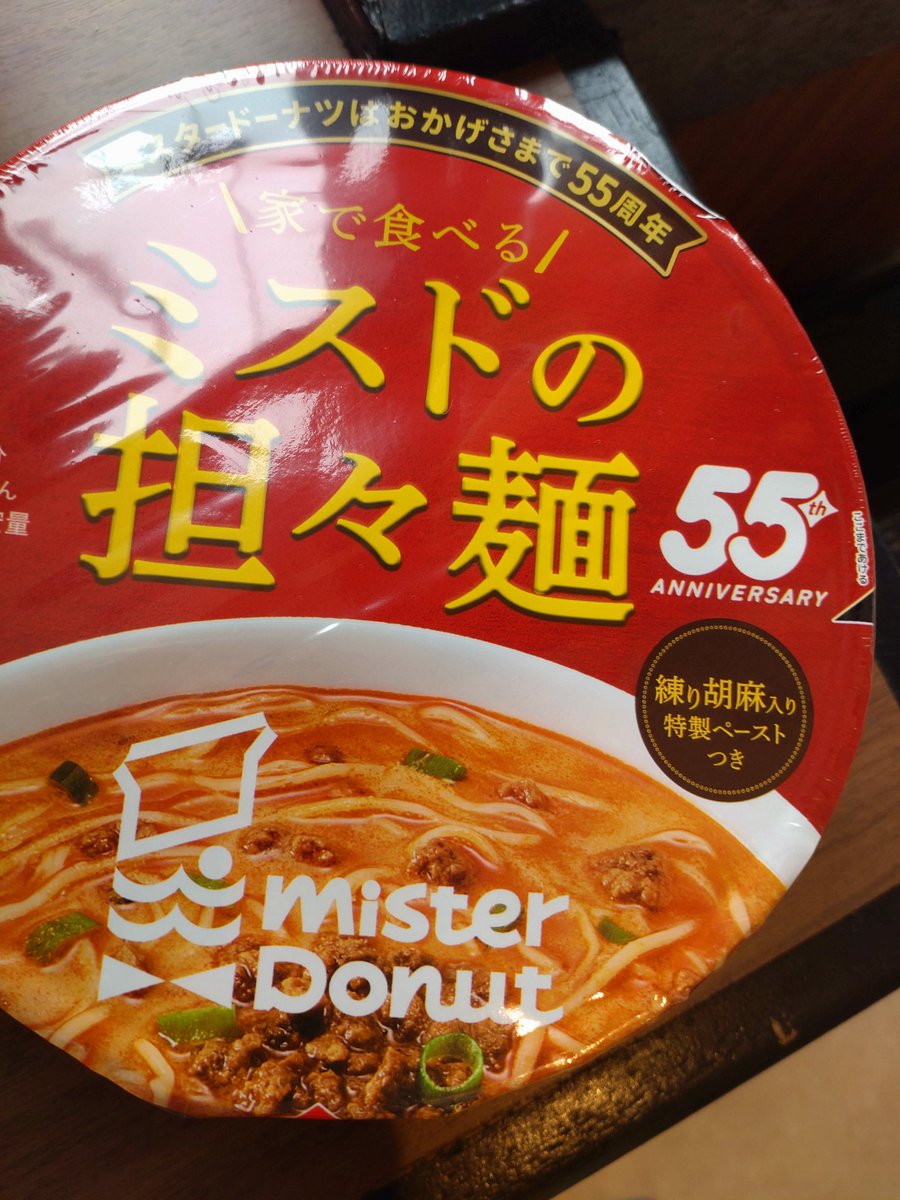 スタードーナツはおかげさまで55周年
家で食べる
ミスドの
担々麺
55th
ANNIVERSARY
ここまであける
練り胡麻入り
特製ペースト
つき
ん
量
mister
Donut